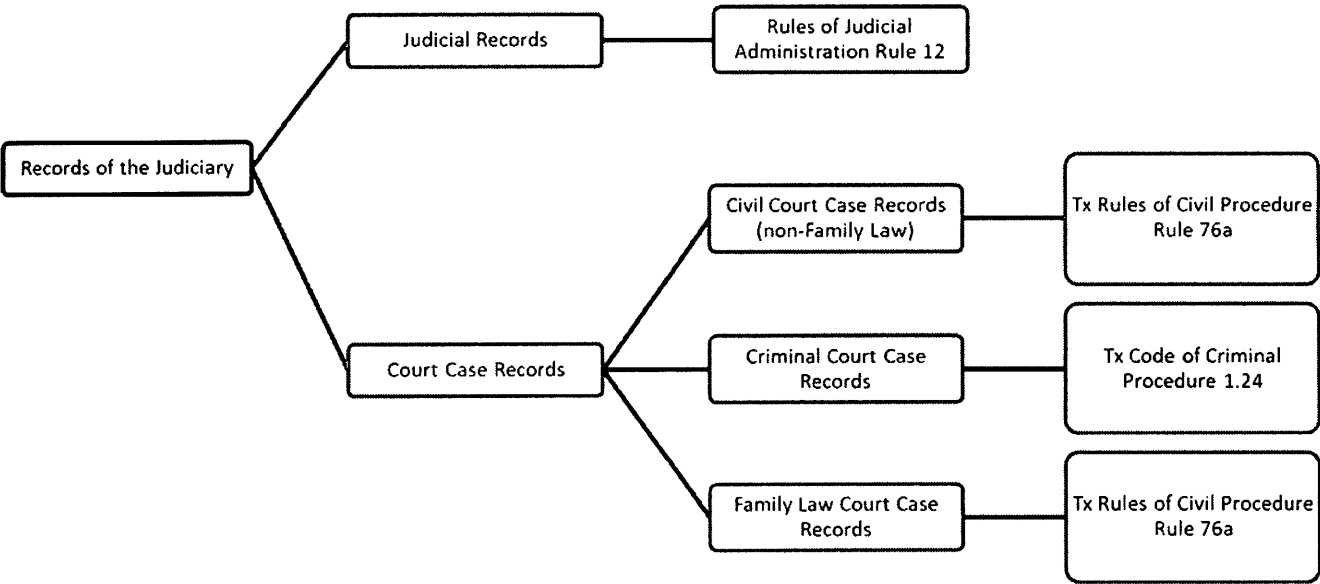 Judicial Records
Rules of Judicial
Administration Rule 12
Records of the Judiciary
Civil Court Case Records
(non-Family Law)
Tx Rules of Civil Procedure
Rule 76a
Court Case Records
Criminal Court Case
Records
Tx Code of Criminal
Procedure 1.24
Family Law Court Case
Records
Tx Rules of Civil Procedure
Rule 76a